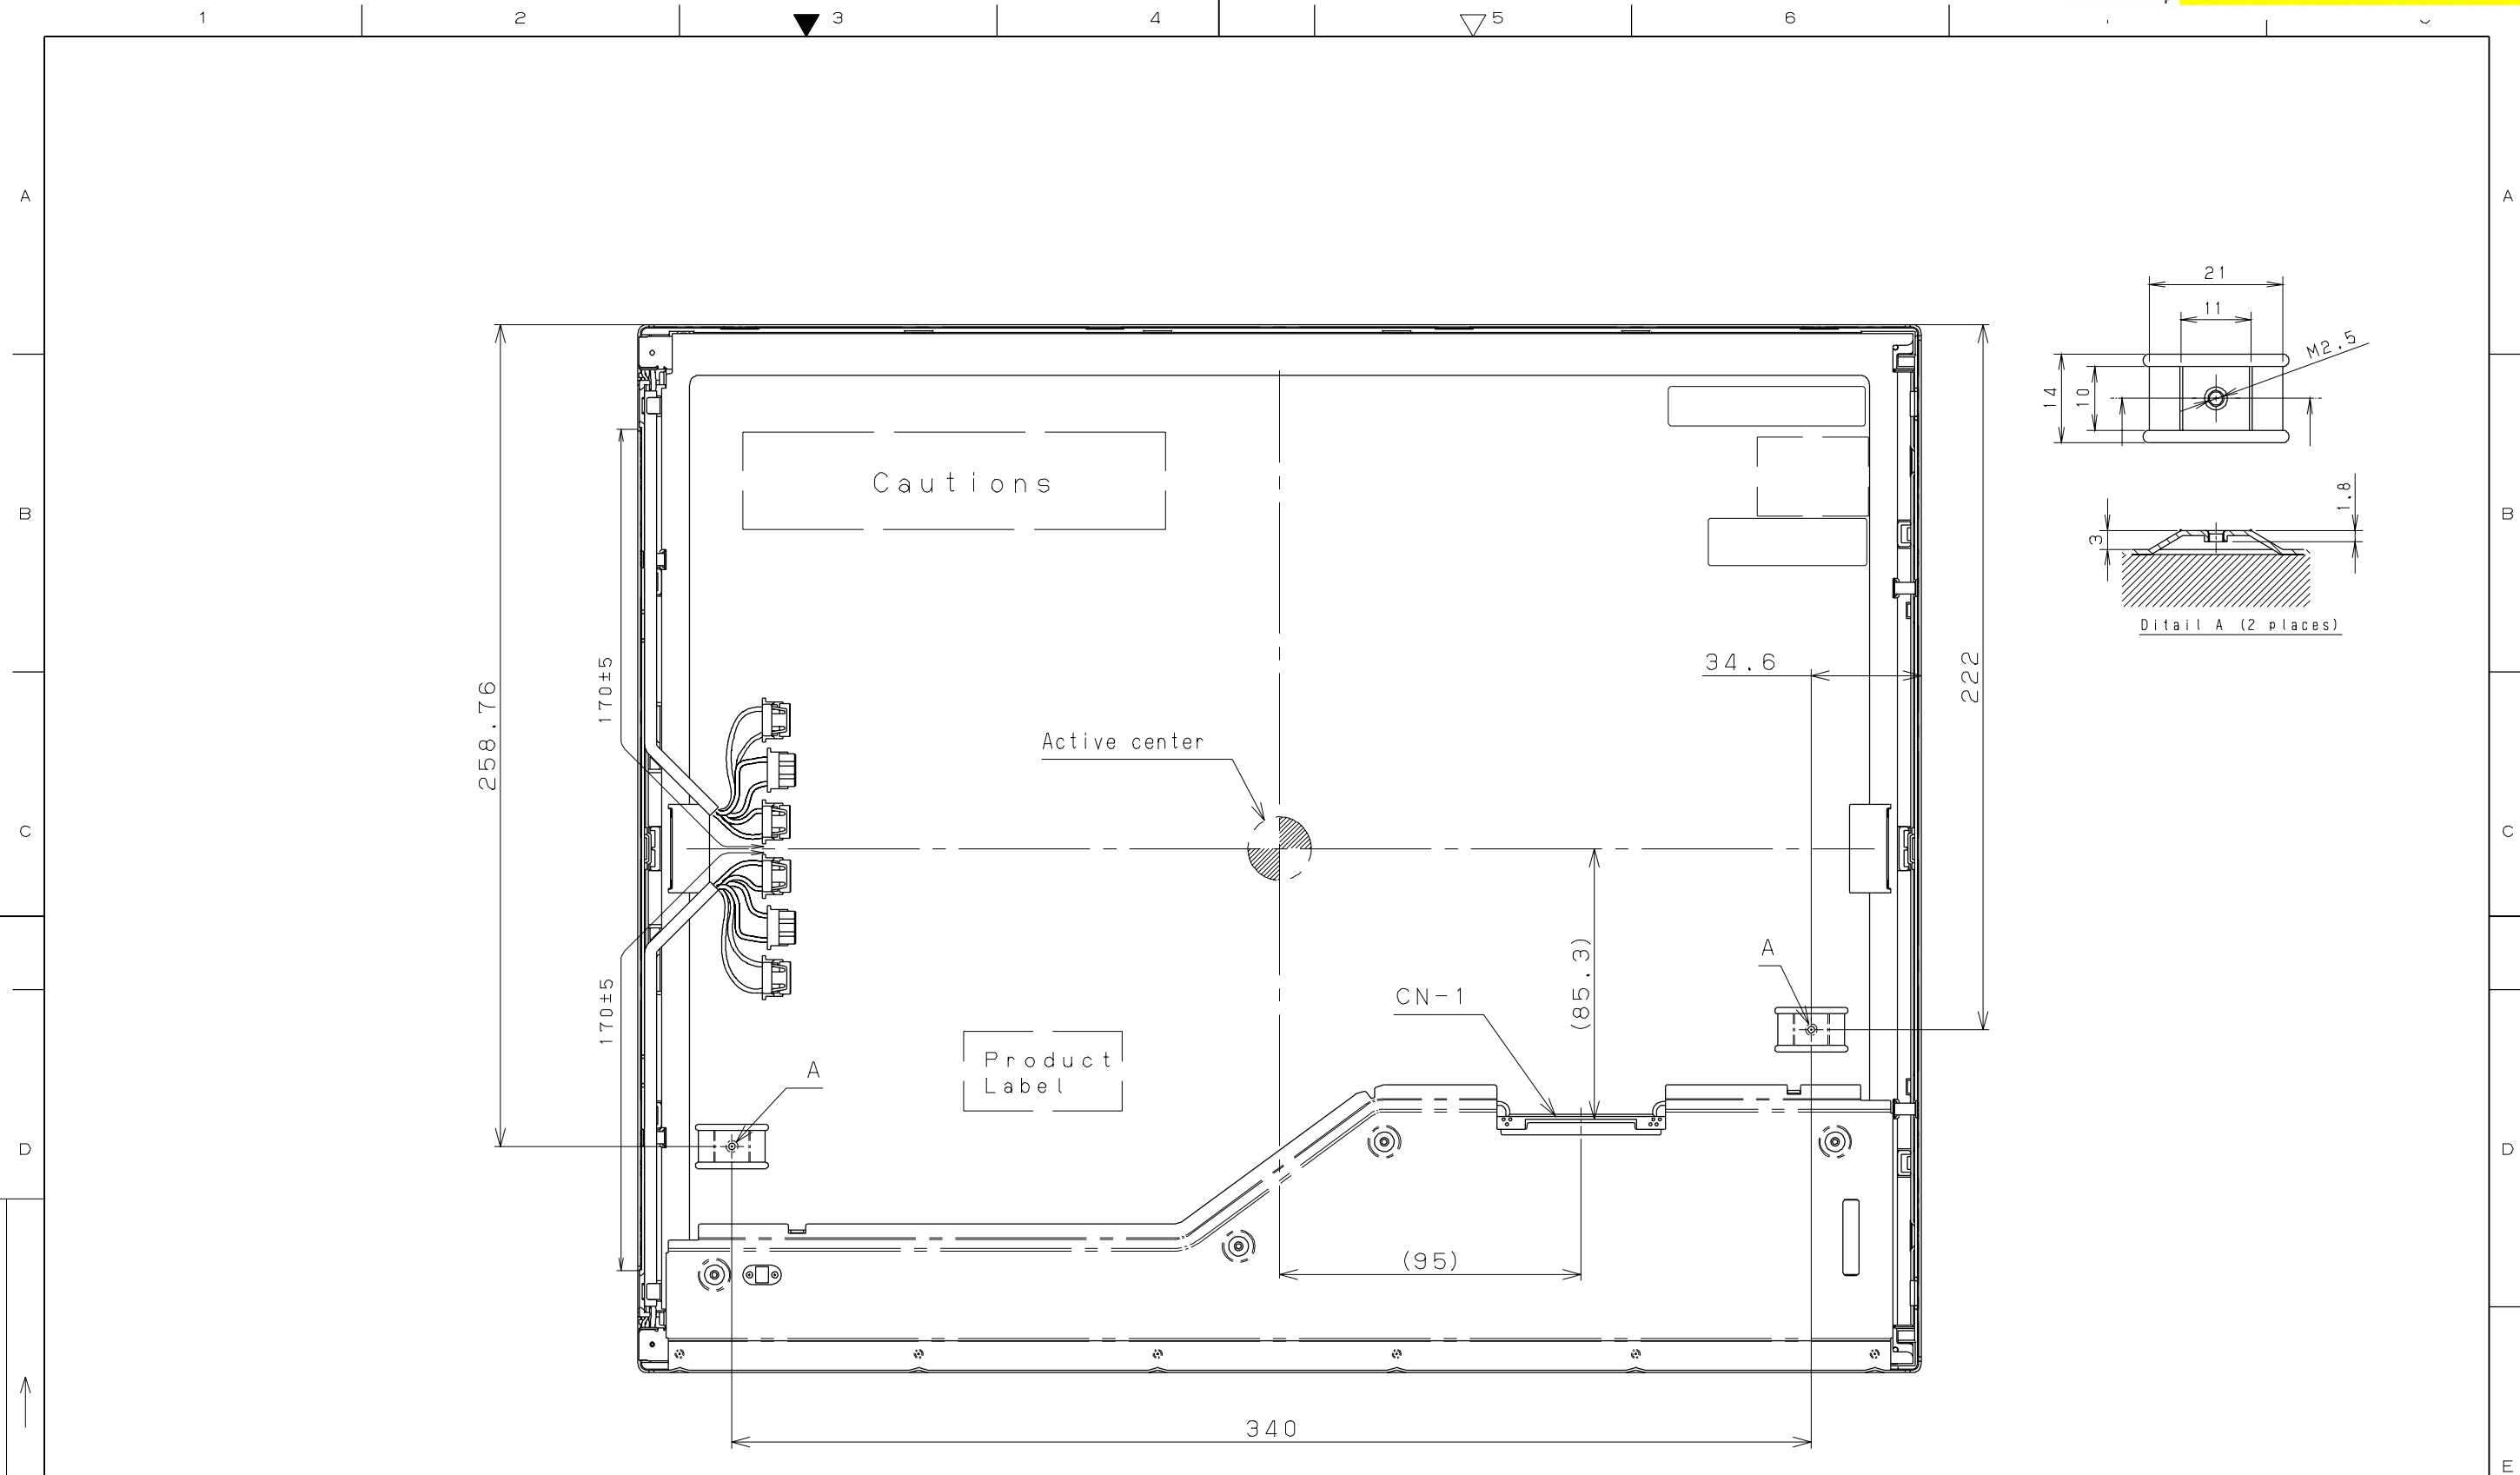 1 2 3 4 5 6
A A
21
11
M2.5
14
10
B B
Cautions
1.8
3
Ditail A (2 places)
34.6
222
170±5
258.76
Active center
C C
(85.3)
A
CN-1
170±5
Product
Label
A
D D
(95)
340
E